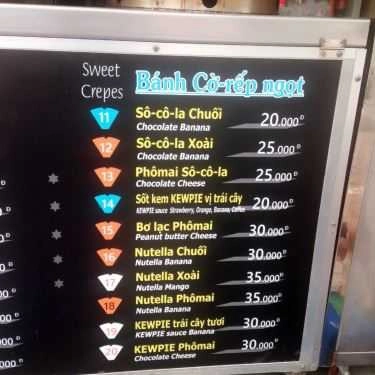 Sweet Crepes Bánh Cờ-rếp ngọt
11 Sô-cô-la Chuối 20.000Đ
Chocolate Banana
12 Sô-cô-la Xoài 25.000Đ
Chocolate Banana
13 Phômai Sô-cô-la 25.000Đ
Chocolate Cheese
14 Sốt kem KEWPIE vị trái cây 20.000Đ
KEWPIE sauce Strawberry, Orange, Banana, Coffee
15 Bơ lạc Phômai 30.000Đ
Peanut butter Cheese
16 Nutella Chuối 30.000Đ
Nutella Banana
17 Nutella Xoài 35.000Đ
Nutella Mango
18 Nutella Phômai 35.000Đ
Nutella Banana
19 KEWPIE trái cây tươi 30.000Đ
KEWPIE sauce Banana
20 KEWPIE Phômai 30.000Đ
Chocolate Cheese